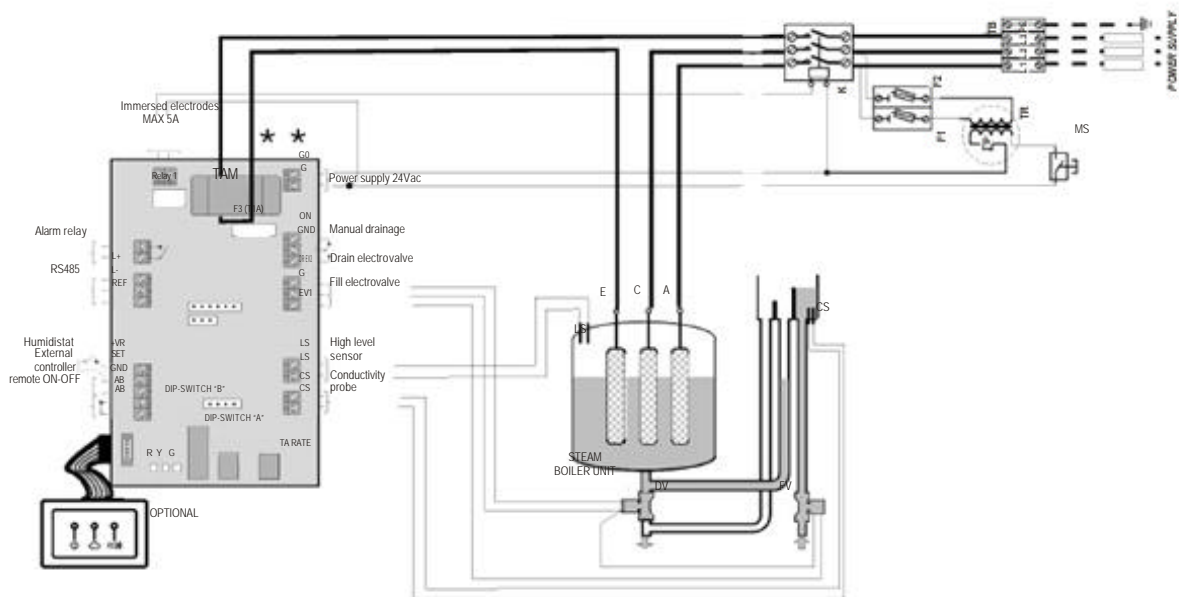 POWER SUPPLY
TB
K
F2
F1
TR
MS
Immersed electrodes
MAX 5A
* *
G0
G
Relay 1
TAM
Power supply 24Vac
ON
GND
Manual drainage
Alarm relay
L+
Drain electrovalve
RS485
L-
G
REF
Fill electrovalve
EV1
E C A
CS
LS
Humidistat
External
controller
remote ON-OFF
+VR
SET
GND
AB
AB
LS
LS
CS
CS
High level
sensor
Conductivity
probe
DIP-SWITCH "B"
DIP-SWITCH "A"
TA RATE
R Y G
STEAM
BOILER UNIT
DV
FV
OPTIONAL